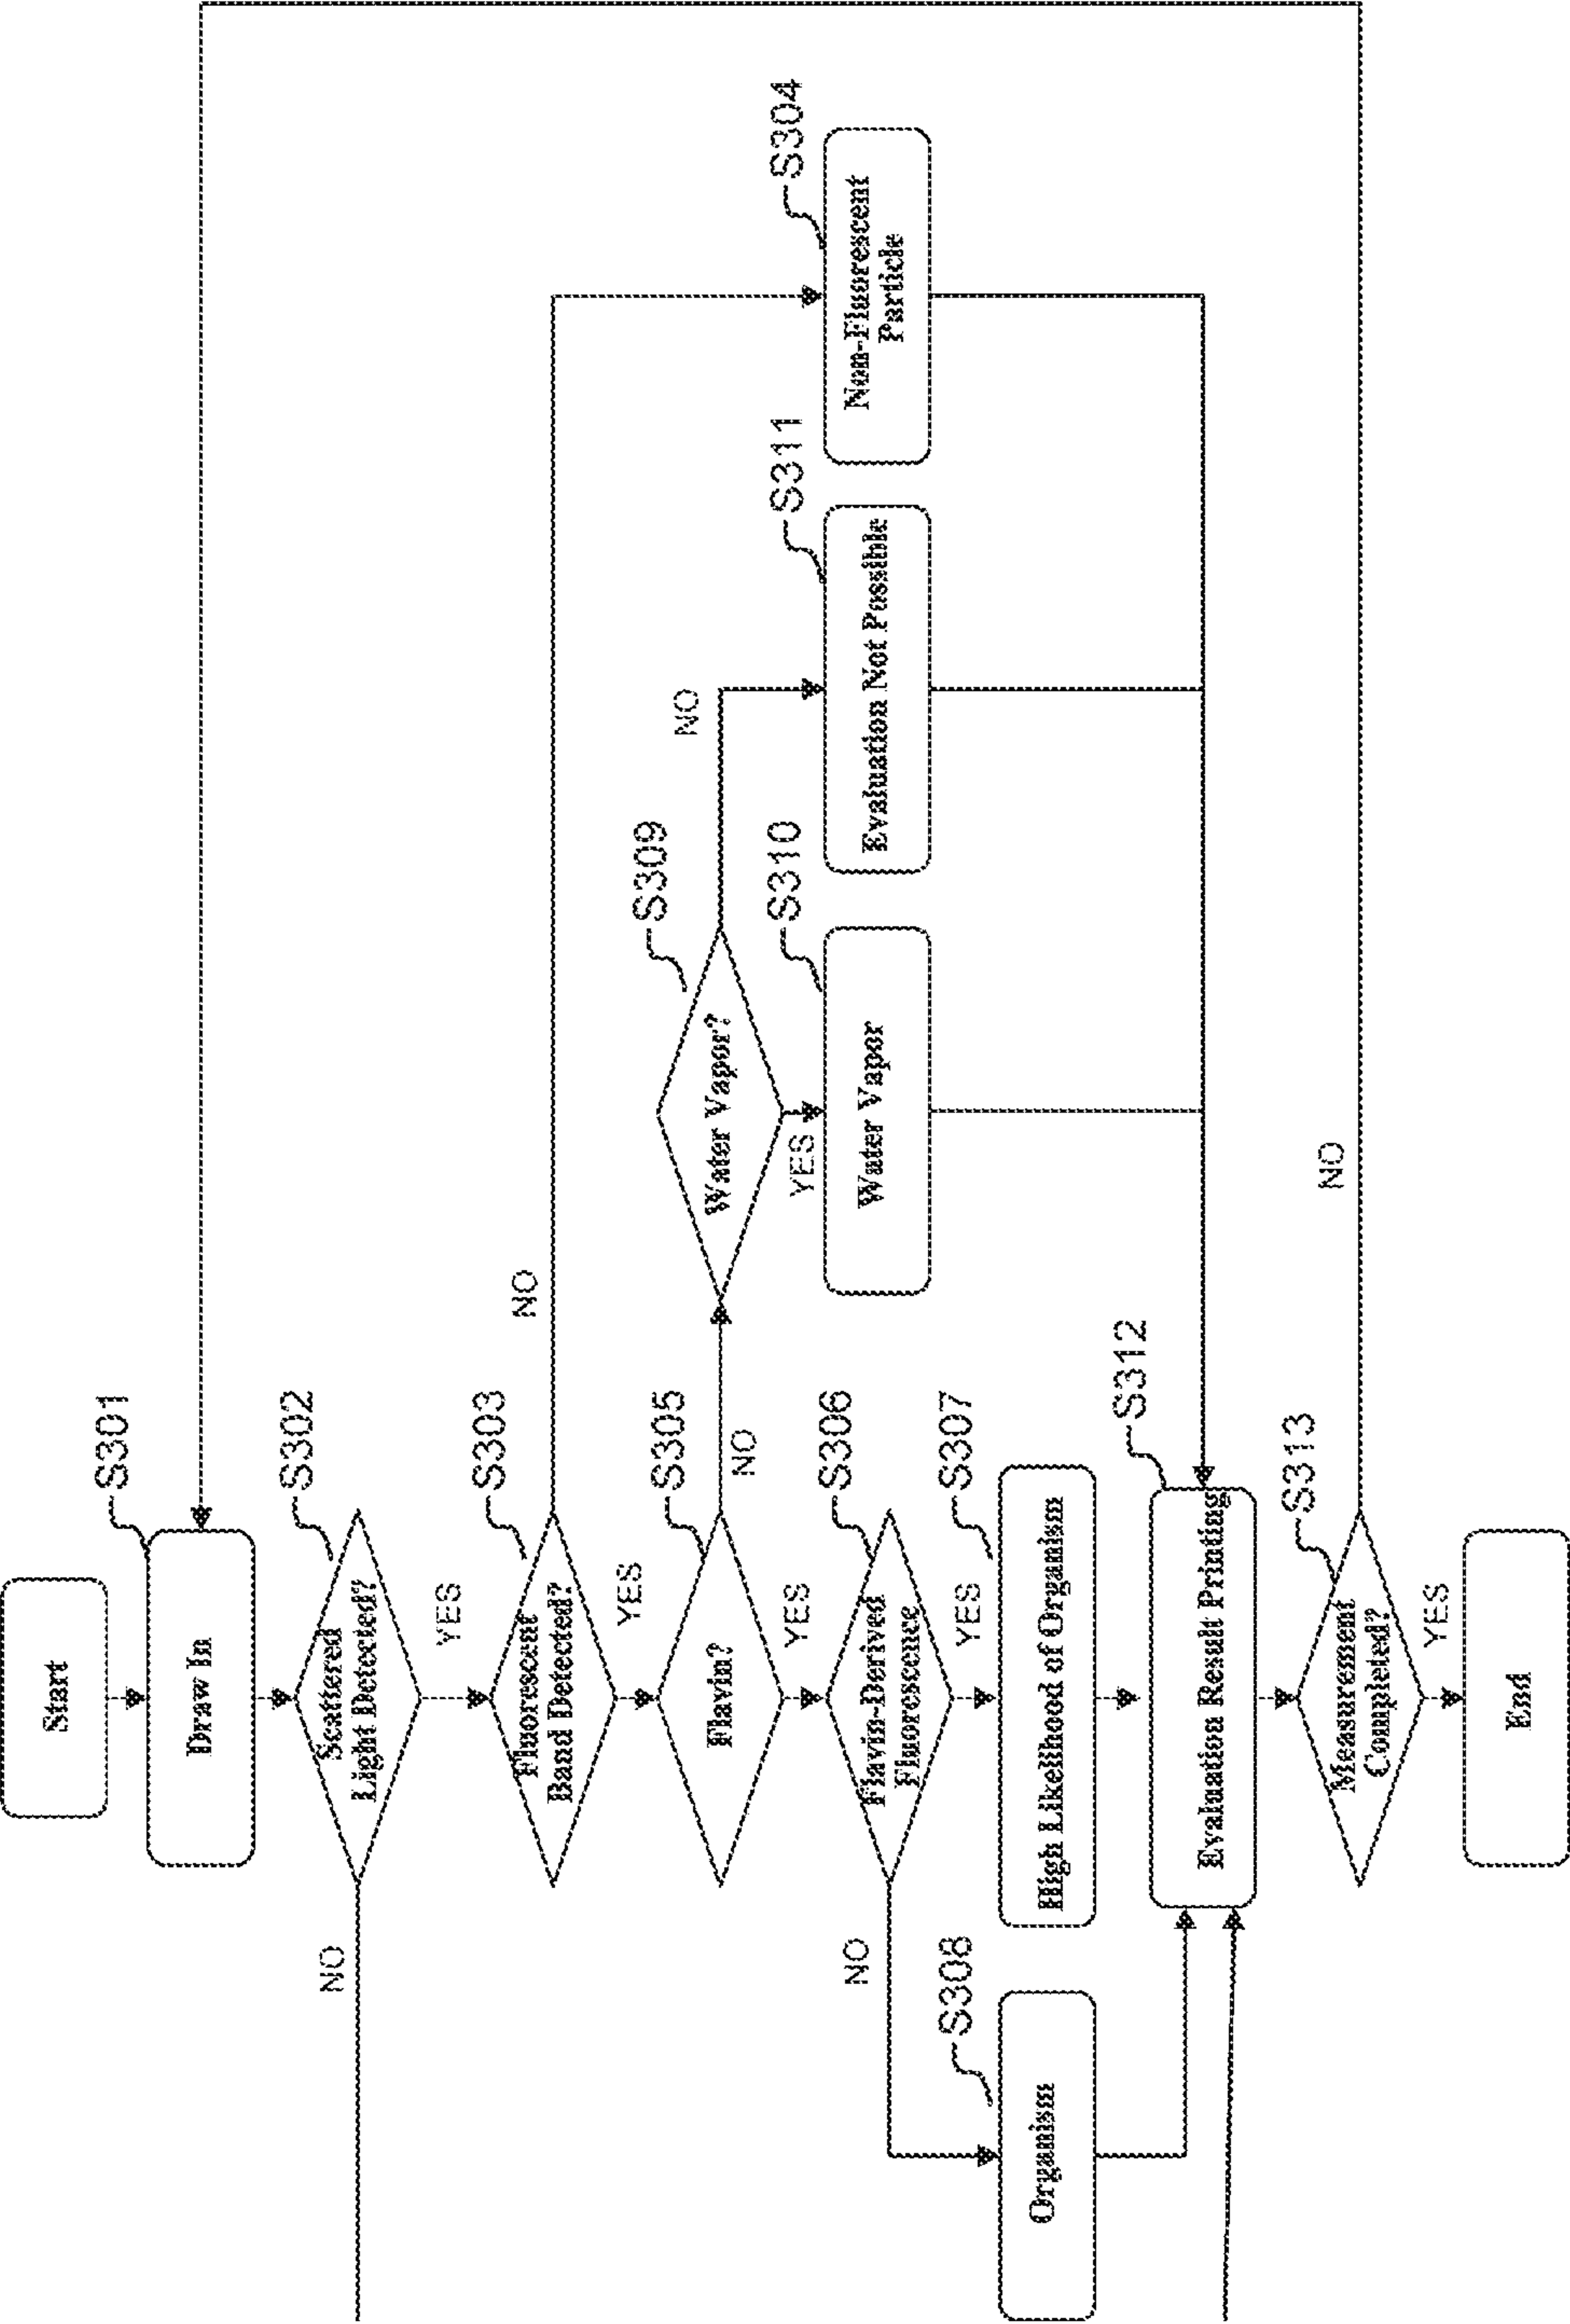 Start
S301
Draw In
S302
Scattered
Light Detected?
NO
YES
S303
Fluorescent
Band Detected?
NO
YES
S305
Flavin?
NO
YES
S309
Water Vapor?
NO
YES
S306
Flavin-Derived
Fluorescence
NO
YES
S308
Organism
S307
High Likelihood of Organism
S310
Water Vapor
S311
Evaluation Not Possible
S304
Non-Fluorescent
Particle
S312
Evaluation Result Printing
S313
Measurement
Completed?
NO
YES
End